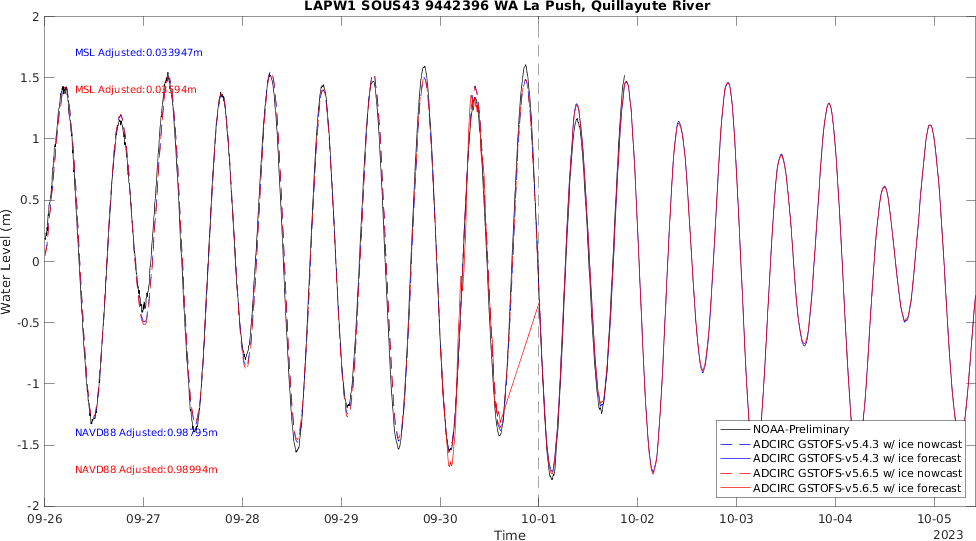 LAPW1 SOUS43 9442396 WA La Push, Quillayute River
2
1.5
1
0.5
0
-0.5
-1
-1.5
-2
Water Level (m)
MSL Adjusted:0.033947m
MSL Adjusted:0.03594m
NAVD88 Adjusted:0.98795m
NAVD88 Adjusted:0.98994m
NOAA-Preliminary
ADCIRC GSTOFS-v5.4.3 w/ ice nowcast
ADCIRC GSTOFS-v5.4.3 w/ ice forecast
ADCIRC GSTOFS-v5.6.5 w/ ice nowcast
ADCIRC GSTOFS-v5.6.5 w/ ice forecast
09-26 09-27 09-28 09-29 09-30 10-01 10-02 10-03 10-04 10-05
Time
2023